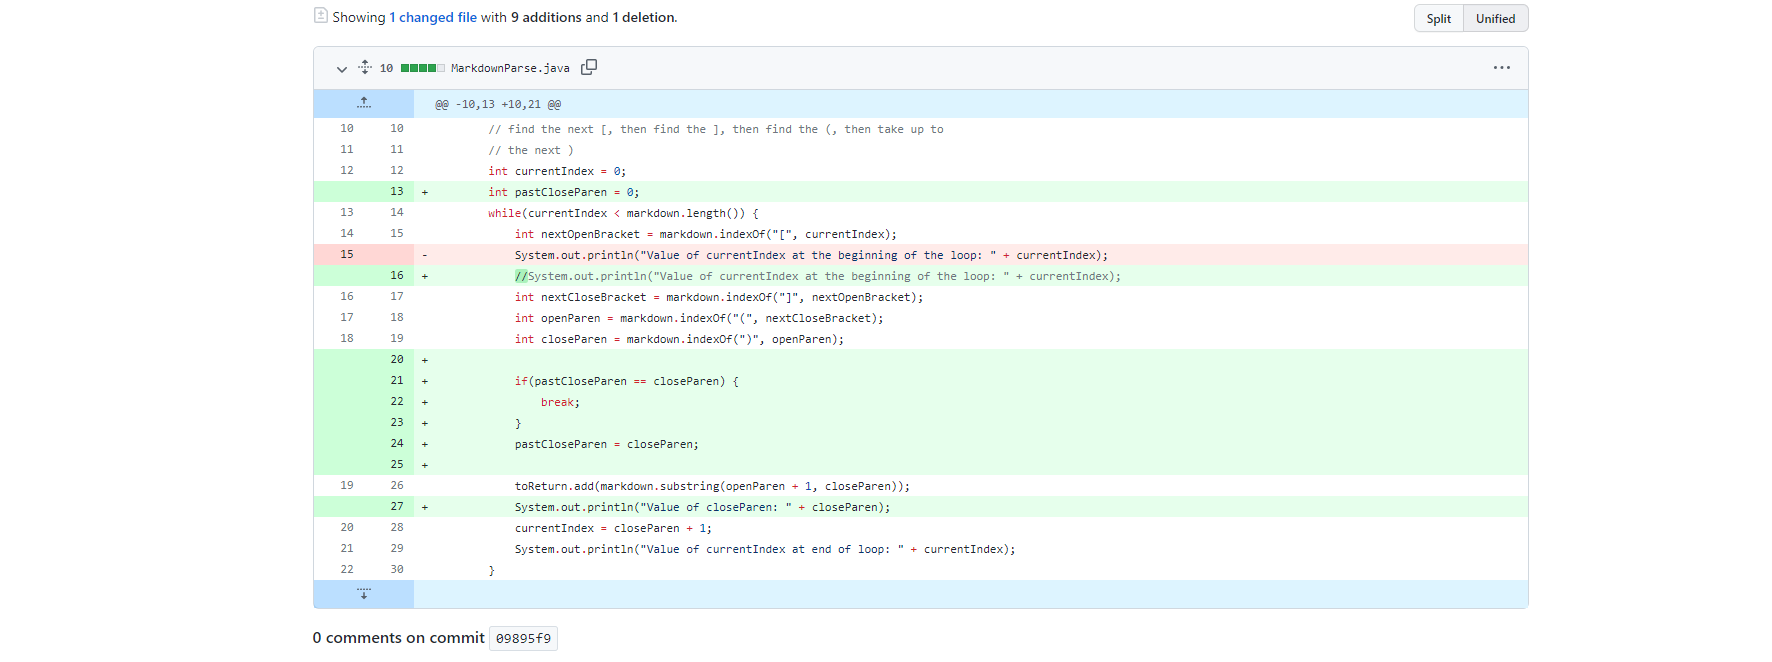 Showing 1 changed file with 9 additions and 1 deletion.
Split Unified
10 MarkdownParse.java
@@ -10,13 +10,21 @@
10 10 // find the next [, then find the ], then find the (, then take up to
11 11 // the next )
12 12 int currentIndex = 0;
13 + int pastCloseParen = 0;
13 14 while(currentIndex < markdown.length()) {
14 15 int nextOpenBracket = markdown.indexOf("[", currentIndex);
15 - System.out.println("Value of currentIndex at the beginning of the loop: " + currentIndex);
16 + //System.out.println("Value of currentIndex at the beginning of the loop: " + currentIndex);
16 17 int nextCloseBracket = markdown.indexOf("]", nextOpenBracket);
17 18 int openParen = markdown.indexOf("(", nextCloseBracket);
18 19 int closeParen = markdown.indexOf(")", openParen);
20 +
21 + if(pastCloseParen == closeParen) {
22 + break;
23 + }
24 + pastCloseParen = closeParen;
25 +
19 26 toReturn.add(markdown.substring(openParen + 1, closeParen));
27 + System.out.println("Value of closeParen: " + closeParen);
20 28 currentIndex = closeParen + 1;
21 29 System.out.println("Value of currentIndex at end of loop: " + currentIndex);
22 30 }
0 comments on commit 09895f9